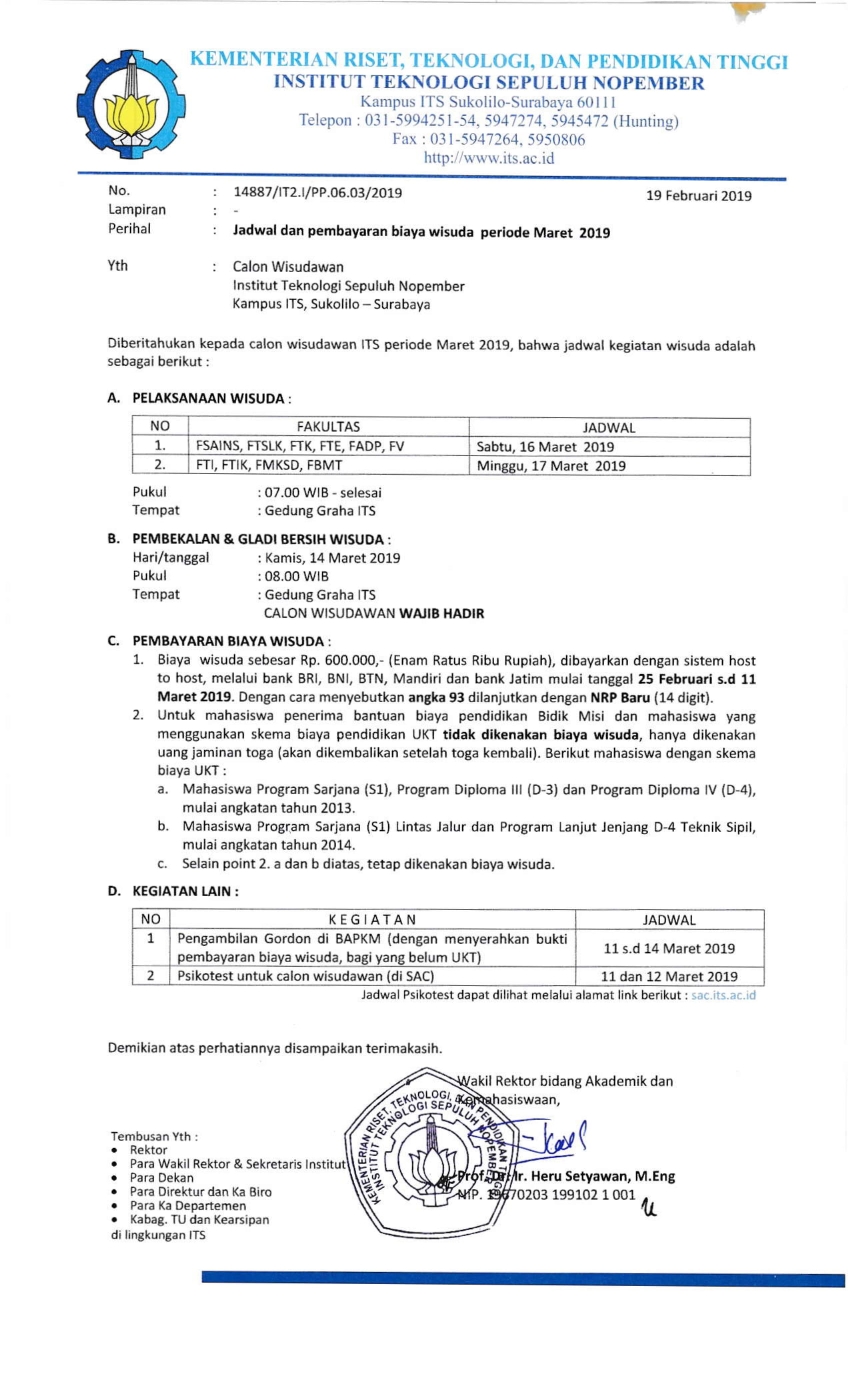 KEMENTERIAN RISET, TEKNOLOGI, DAN PENDIDIKAN TINGGI
INSTITUT TEKNOLOGI SEPULUH NOPEMBER
Kampus ITS Sukolilo-Surabaya 60111
Telepon : 031-5994251-54, 5947274, 5945472 (Hunting)
Fax : 031-5947264, 5950806
http://www.its.ac.id
No. : 14887/IT2.I/PP.06.03/2019 19 Februari 2019
Lampiran : -
Perihal : Jadwal dan pembayaran biaya wisuda periode Maret 2019
Yth : Calon Wisudawan
Institut Teknologi Sepuluh Nopember
Kampus ITS, Sukolilo – Surabaya
Diberitahukan kepada calon wisudawan ITS periode Maret 2019, bahwa jadwal kegiatan wisuda adalah
sebagai berikut :
A. PELAKSANAAN WISUDA :
NO FAKULTAS JADWAL
1. FSAINS, FTSLK, FTK, FTE, FADP, FV Sabtu, 16 Maret 2019
2. FTI, FTIK, FMKSD, FBMT Minggu, 17 Maret 2019
Pukul : 07.00 WIB - selesai
Tempat : Gedung Graha ITS
B. PEMBEKALAN & GLADI BERSIH WISUDA :
Hari/tanggal : Kamis, 14 Maret 2019
Pukul : 08.00 WIB
Tempat : Gedung Graha ITS
CALON WISUDAWAN WAJIB HADIR
C. PEMBAYARAN BIAYA WISUDA :
1. Biaya wisuda sebesar Rp. 600.000,- (Enam Ratus Ribu Rupiah), dibayarkan dengan sistem host
to host, melalui bank BRI, BNI, BTN, Mandiri dan bank Jatim mulai tanggal 25 Februari s.d 11
Maret 2019. Dengan cara menyebutkan angka 93 dilanjutkan dengan NRP Baru (14 digit).
2. Untuk mahasiswa penerima bantuan biaya pendidikan Bidik Misi dan mahasiswa yang
menggunakan skema biaya pendidikan UKT tidak dikenakan biaya wisuda, hanya dikenakan
uang jaminan toga (akan dikembalikan setelah toga kembali). Berikut mahasiswa dengan skema
biaya UKT :
a. Mahasiswa Program Sarjana (S1), Program Diploma III (D-3) dan Program Diploma IV (D-4),
mulai angkatan tahun 2013.
b. Mahasiswa Program Sarjana (S1) Lintas Jalur dan Program Lanjut Jenjang D-4 Teknik Sipil,
mulai angkatan tahun 2014.
c. Selain point 2. a dan b diatas, tetap dikenakan biaya wisuda.
D. KEGIATAN LAIN :
NO K E G I A T A N JADWAL
1 Pengambilan Gordon di BAPKM (dengan menyerahkan bukti
pembayaran biaya wisuda, bagi yang belum UKT) 11 s.d 14 Maret 2019
2 Psikotest untuk calon wisudawan (di SAC) 11 dan 12 Maret 2019
Jadwal Psikotest dapat dilihat melalui alamat link berikut : sac.its.ac.id
Demikian atas perhatiannya disampaikan terimakasih.
Wakil Rektor bidang Akademik dan
Kemahasiswaan,
KEMENTERIAN RISET, TEKNOLOGI, DAN PENDIDIKAN TINGGI
INSTITUT TEKNOLOGI SEPULUH NOPEMBER
Prof. Dr. Ir. Heru Setyawan, M.Eng
NIP. 19670203 199102 1 001
Tembusan Yth :
• Rektor
• Para Wakil Rektor & Sekretaris Institut
• Para Dekan
• Para Direktur dan Ka Biro
• Para Ka Departemen
• Kabag. TU dan Kearsipan
di lingkungan ITS